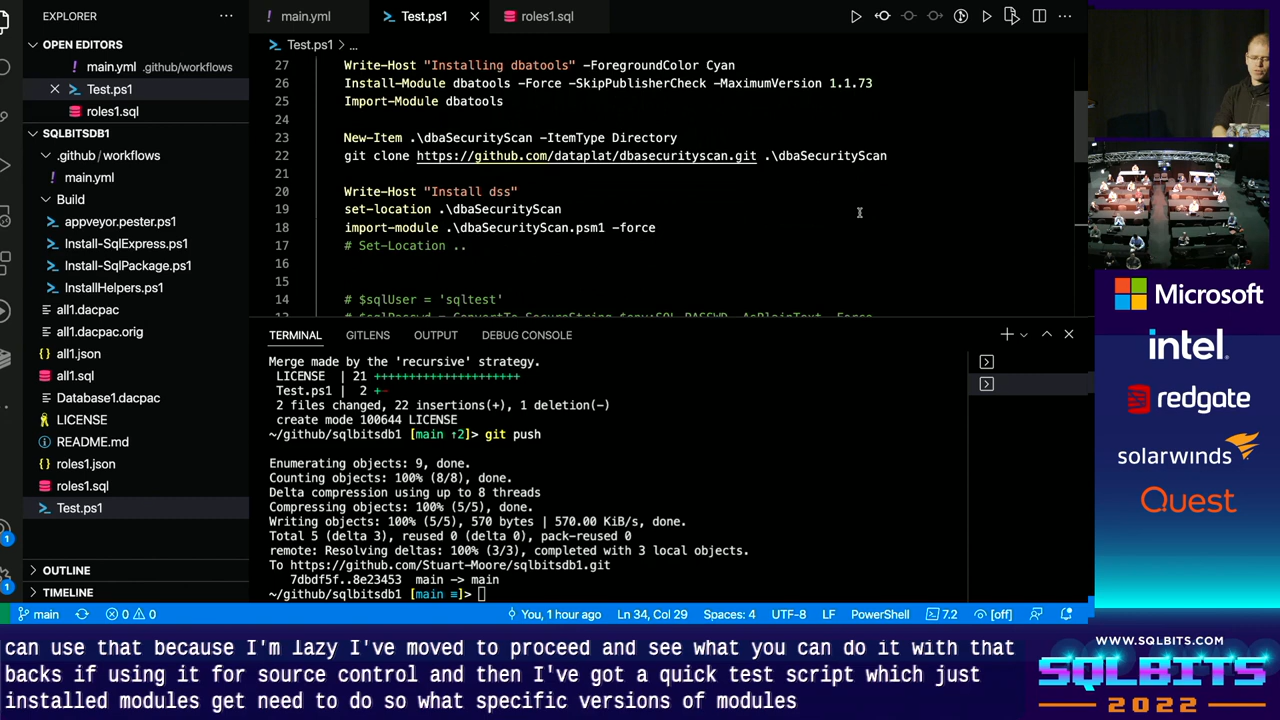 EXPLORER
OPEN EDITORS
main.yml .github/workflows
Test.ps1
roles1.sql
SQLBITSDB1
.github/workflows
main.yml
Build
appveyor.pester.ps1
Install-SqlExpress.ps1
Install-SqlPackage.ps1
InstallHelpers.ps1
all1.dacpac
all1.dacpac.orig
all1.json
all1.sql
Database1.dacpac
LICENSE
README.md
roles1.json
roles1.sql
Test.ps1
OUTLINE
TIMELINE
main.yml
Test.ps1
roles1.sql
Test.ps1 > ...
27 Write-Host "Installing dbatools" -ForegroundColor Cyan
26 Install-Module dbatools -Force -SkipPublisherCheck -MaximumVersion 1.1.73
25 Import-Module dbatools
24
23 New-Item .\dbaSecurityScan -ItemType Directory
22 git clone https://github.com/dataplat/dbasecurityscan.git .\dbaSecurityScan
21
20 Write-Host "Install dss"
19 set-location .\dbaSecurityScan
18 import-module .\dbaSecurityScan.psm1 -force
17 # Set-Location ..
16
15
14 # $sqlUser = 'sqltest'
13 # $sqlPasswd = ConvertTo-SecureString $env:SQL_PASSWD -AsPlainText -Force
TERMINAL GITLENS OUTPUT DEBUG CONSOLE
Merge made by the 'recursive' strategy.
LICENSE | 21 +++++++++++++++++++++
Test.ps1 | 2 +-
2 files changed, 22 insertions(+), 1 deletion(-)
create mode 100644 LICENSE
~/github/sqlbitsdb1 [main ↑2]> git push
Enumerating objects: 9, done.
Counting objects: 100% (8/8), done.
Delta compression using up to 8 threads
Compressing objects: 100% (5/5), done.
Writing objects: 100% (5/5), 570 bytes | 570.00 KiB/s, done.
Total 5 (delta 3), reused 0 (delta 0), pack-reused 0
remote: Resolving deltas: 100% (3/3), completed with 3 local objects.
To https://github.com/Stuart-Moore/sqlbitsdb1.git
7dbdf5f..8e23453 main -> main
~/github/sqlbitsdb1 [main ≡]>
main 0 0 You, 1 hour ago Ln 34, Col 29 Spaces: 4 UTF-8 LF PowerShell 7.2 [off]
Microsoft
intel.
redgate
solarwinds
Quest
WWW.SQLBITS.COM
SQLBITS
2022
can use that because I'm lazy I've moved to proceed and see what you can do it with that
backs if using it for source control and then I've got a quick test script which just
installed modules get need to do so what specific versions of modules